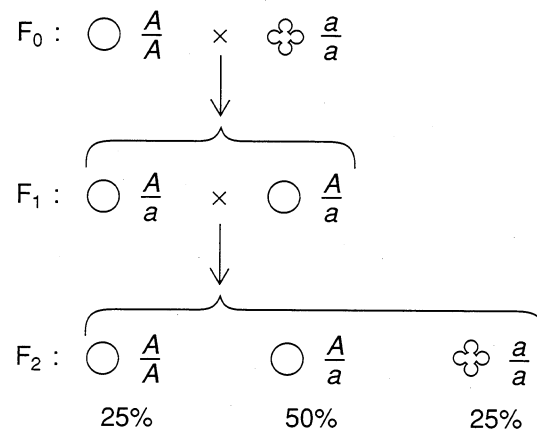 F₀ : A/A × a/a
F₁ : A/a × A/a
F₂ : A/A A/a a/a
25% 50% 25%